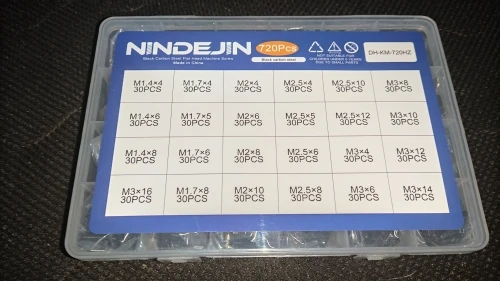 NINDEJIN 720Pcs
Black carbon steel
Black Carbon Steel Flat Head Machine Screw
Made in China
NOT SUITABLE FOR
CHILDREN UNDER 3 YEARS
DUE TO SMALL PARTS
DH-KM-720HZ
M1.4×4 M1.7×4 M2×4 M2.5×4 M2.5×10 M3×8
30PCS 30PCS 30PCS 30PCS 30PCS 30PCS
M1.4×6 M1.7×5 M2×6 M2.5×5 M2.5×12 M3×10
30PCS 30PCS 30PCS 30PCS 30PCS 30PCS
M1.4×8 M1.7×6 M2×8 M2.5×6 M3×4 M3×12
30PCS 30PCS 30PCS 30PCS 30PCS 30PCS
M3×16 M1.7×8 M2×10 M2.5×8 M3×6 M3×14
30PCS 30PCS 30PCS 30PCS 30PCS 30PCS